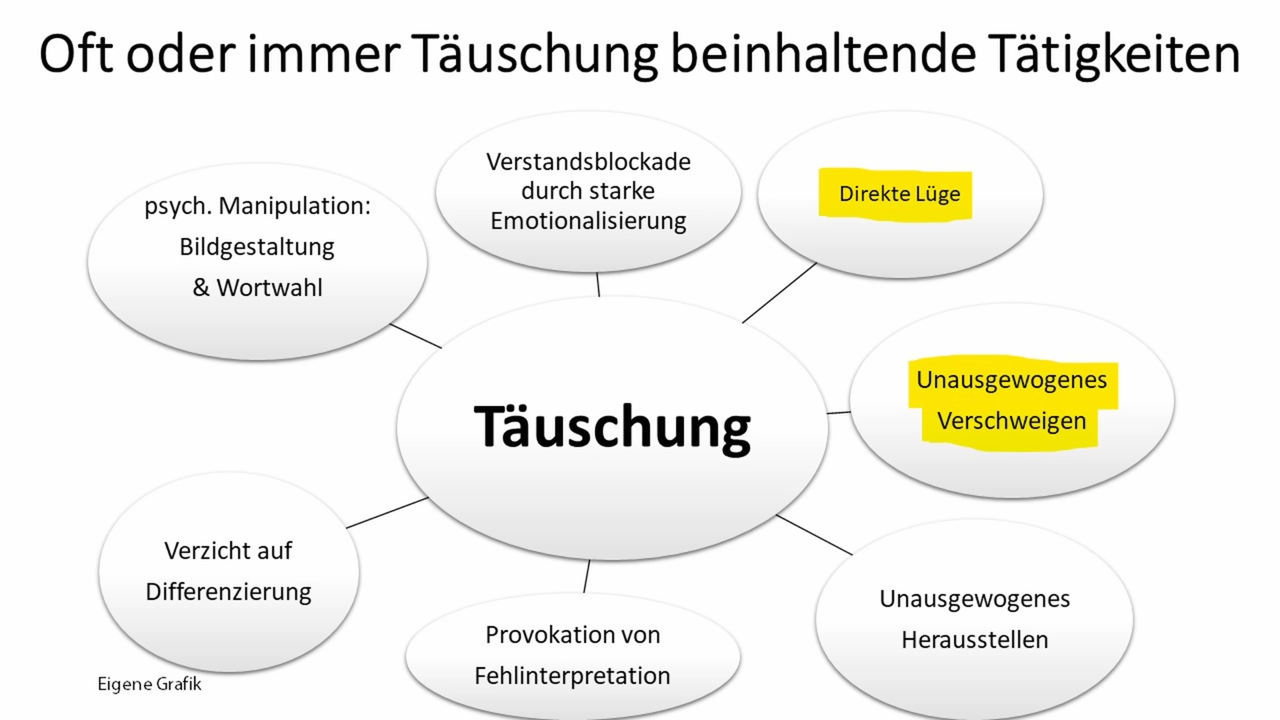 Oft oder immer Täuschung beinhaltende Tätigkeiten
psych. Manipulation:
Bildgestaltung
& Wortwahl
Verstandsblockade
durch starke
Emotionalisierung
Direkte Lüge
Unausgewogenes
Verschweigen
Täuschung
Verzicht auf
Differenzierung
Provokation von
Fehlinterpretation
Unausgewogenes
Herausstellen
Eigene Grafik